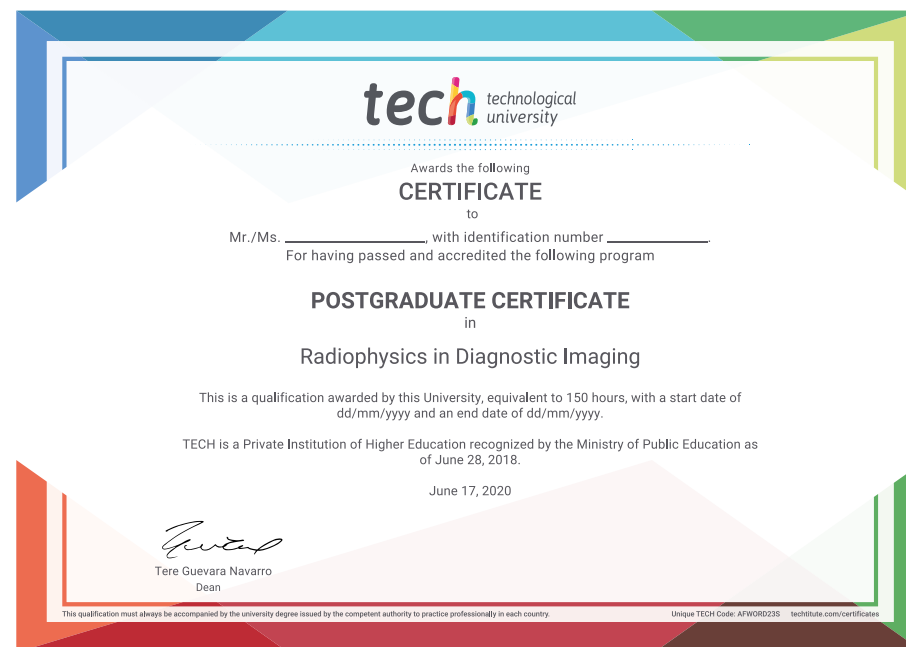 tech technological
university
Awards the following
CERTIFICATE
to
Mr./Ms. ____________________, with identification number ______________.
For having passed and accredited the following program
POSTGRADUATE CERTIFICATE
in
Radiophysics in Diagnostic Imaging
This is a qualification awarded by this University, equivalent to 150 hours, with a start date of
dd/mm/yyyy and an end date of dd/mm/yyyy.
TECH is a Private Institution of Higher Education recognized by the Ministry of Public Education as
of June 28, 2018.
June 17, 2020
Tere Guevara Navarro
Dean
This qualification must always be accompanied by the university degree issued by the competent authority to practice professionally in each country.
Unique TECH Code: AFWORD23S techtitute.com/certificates